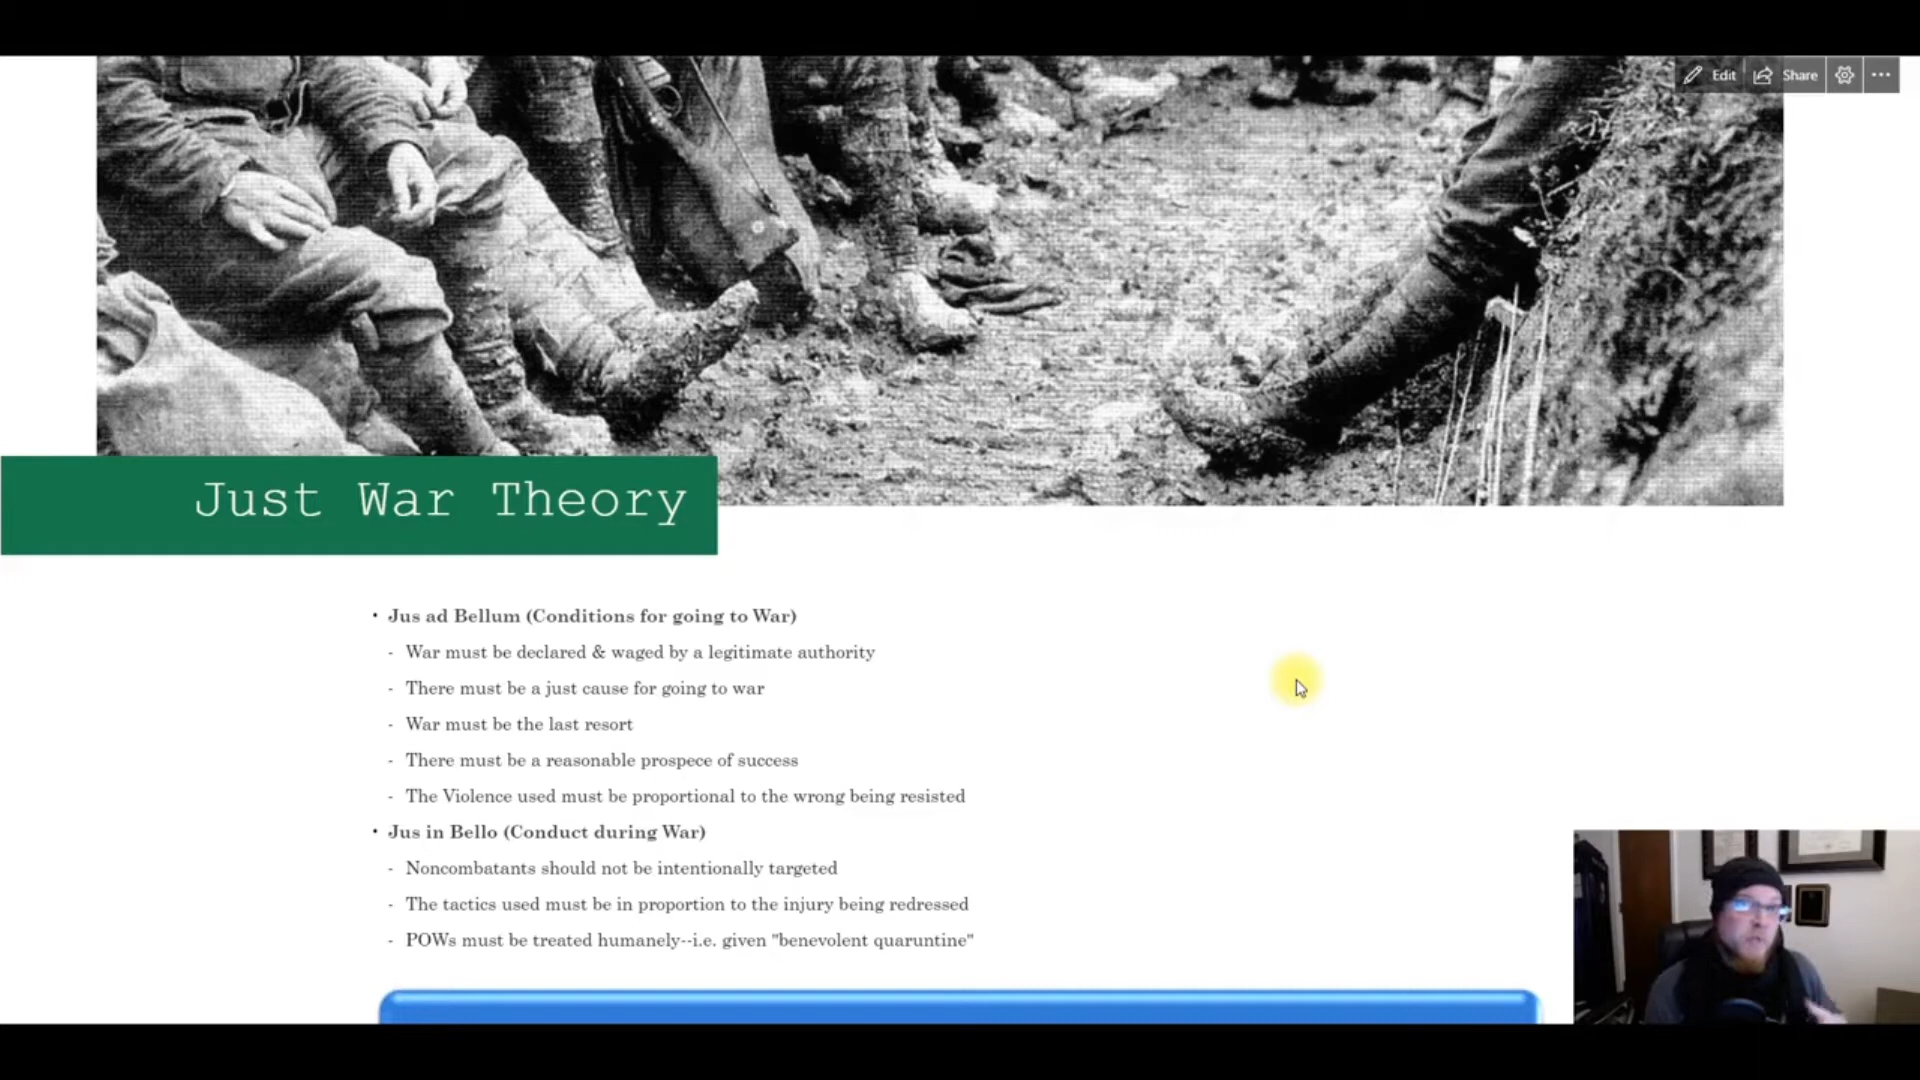 Edit Share
Just War Theory
• Jus ad Bellum (Conditions for going to War)
- War must be declared & waged by a legitimate authority
- There must be a just cause for going to war
- War must be the last resort
- There must be a reasonable prospece of success
- The Violence used must be proportional to the wrong being resisted
• Jus in Bello (Conduct during War)
- Noncombatants should not be intentionally targeted
- The tactics used must be in proportion to the injury being redressed
- POWs must be treated humanely--i.e. given "benevolent quaruntine"